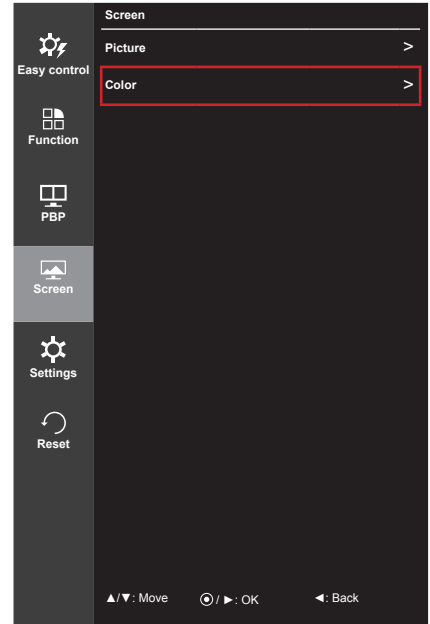 Screen
Picture >
Color >
Easy control
Function
PBP
Screen
Settings
Reset
▲/▼: Move ⦿/ ►: OK ◄: Back